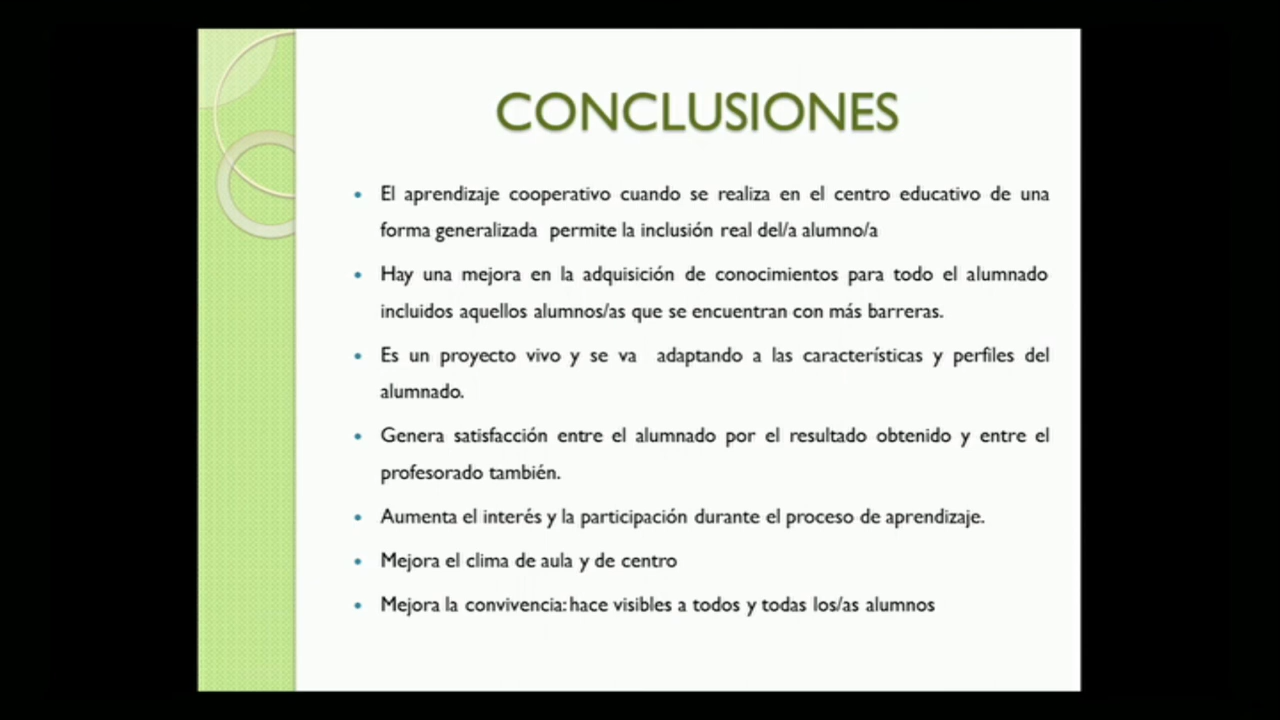 CONCLUSIONES
El aprendizaje cooperativo cuando se realiza en el centro educativo de una
forma generalizada permite la inclusión real del/a alumno/a
Hay una mejora en la adquisición de conocimientos para todo el alumnado
incluidos aquellos alumnos/as que se encuentran con más barreras.
Es un proyecto vivo y se va adaptando a las características y perfiles del
alumnado.
Genera satisfacción entre el alumnado por el resultado obtenido y entre el
profesorado también.
Aumenta el interés y la participación durante el proceso de aprendizaje.
Mejora el clima de aula y de centro
Mejora la convivencia: hace visibles a todos y todas los/as alumnos